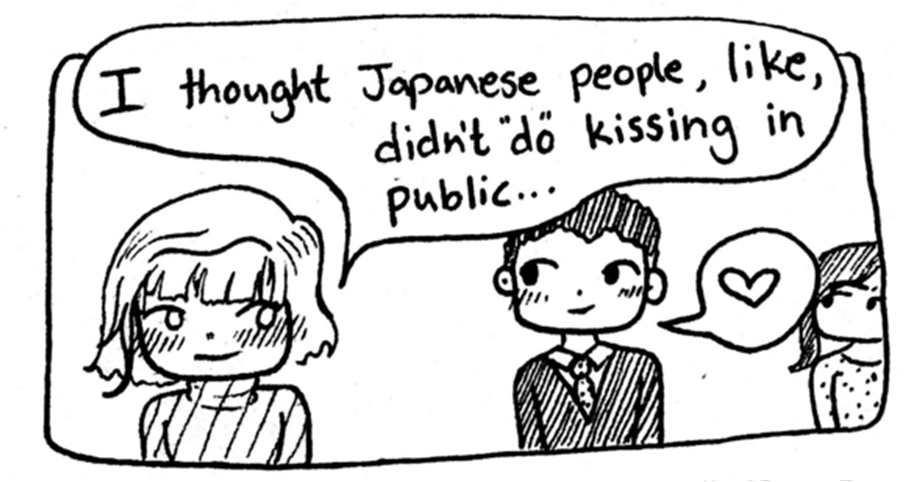 I thought Japanese people, like,
didn't "do" kissing in
public...